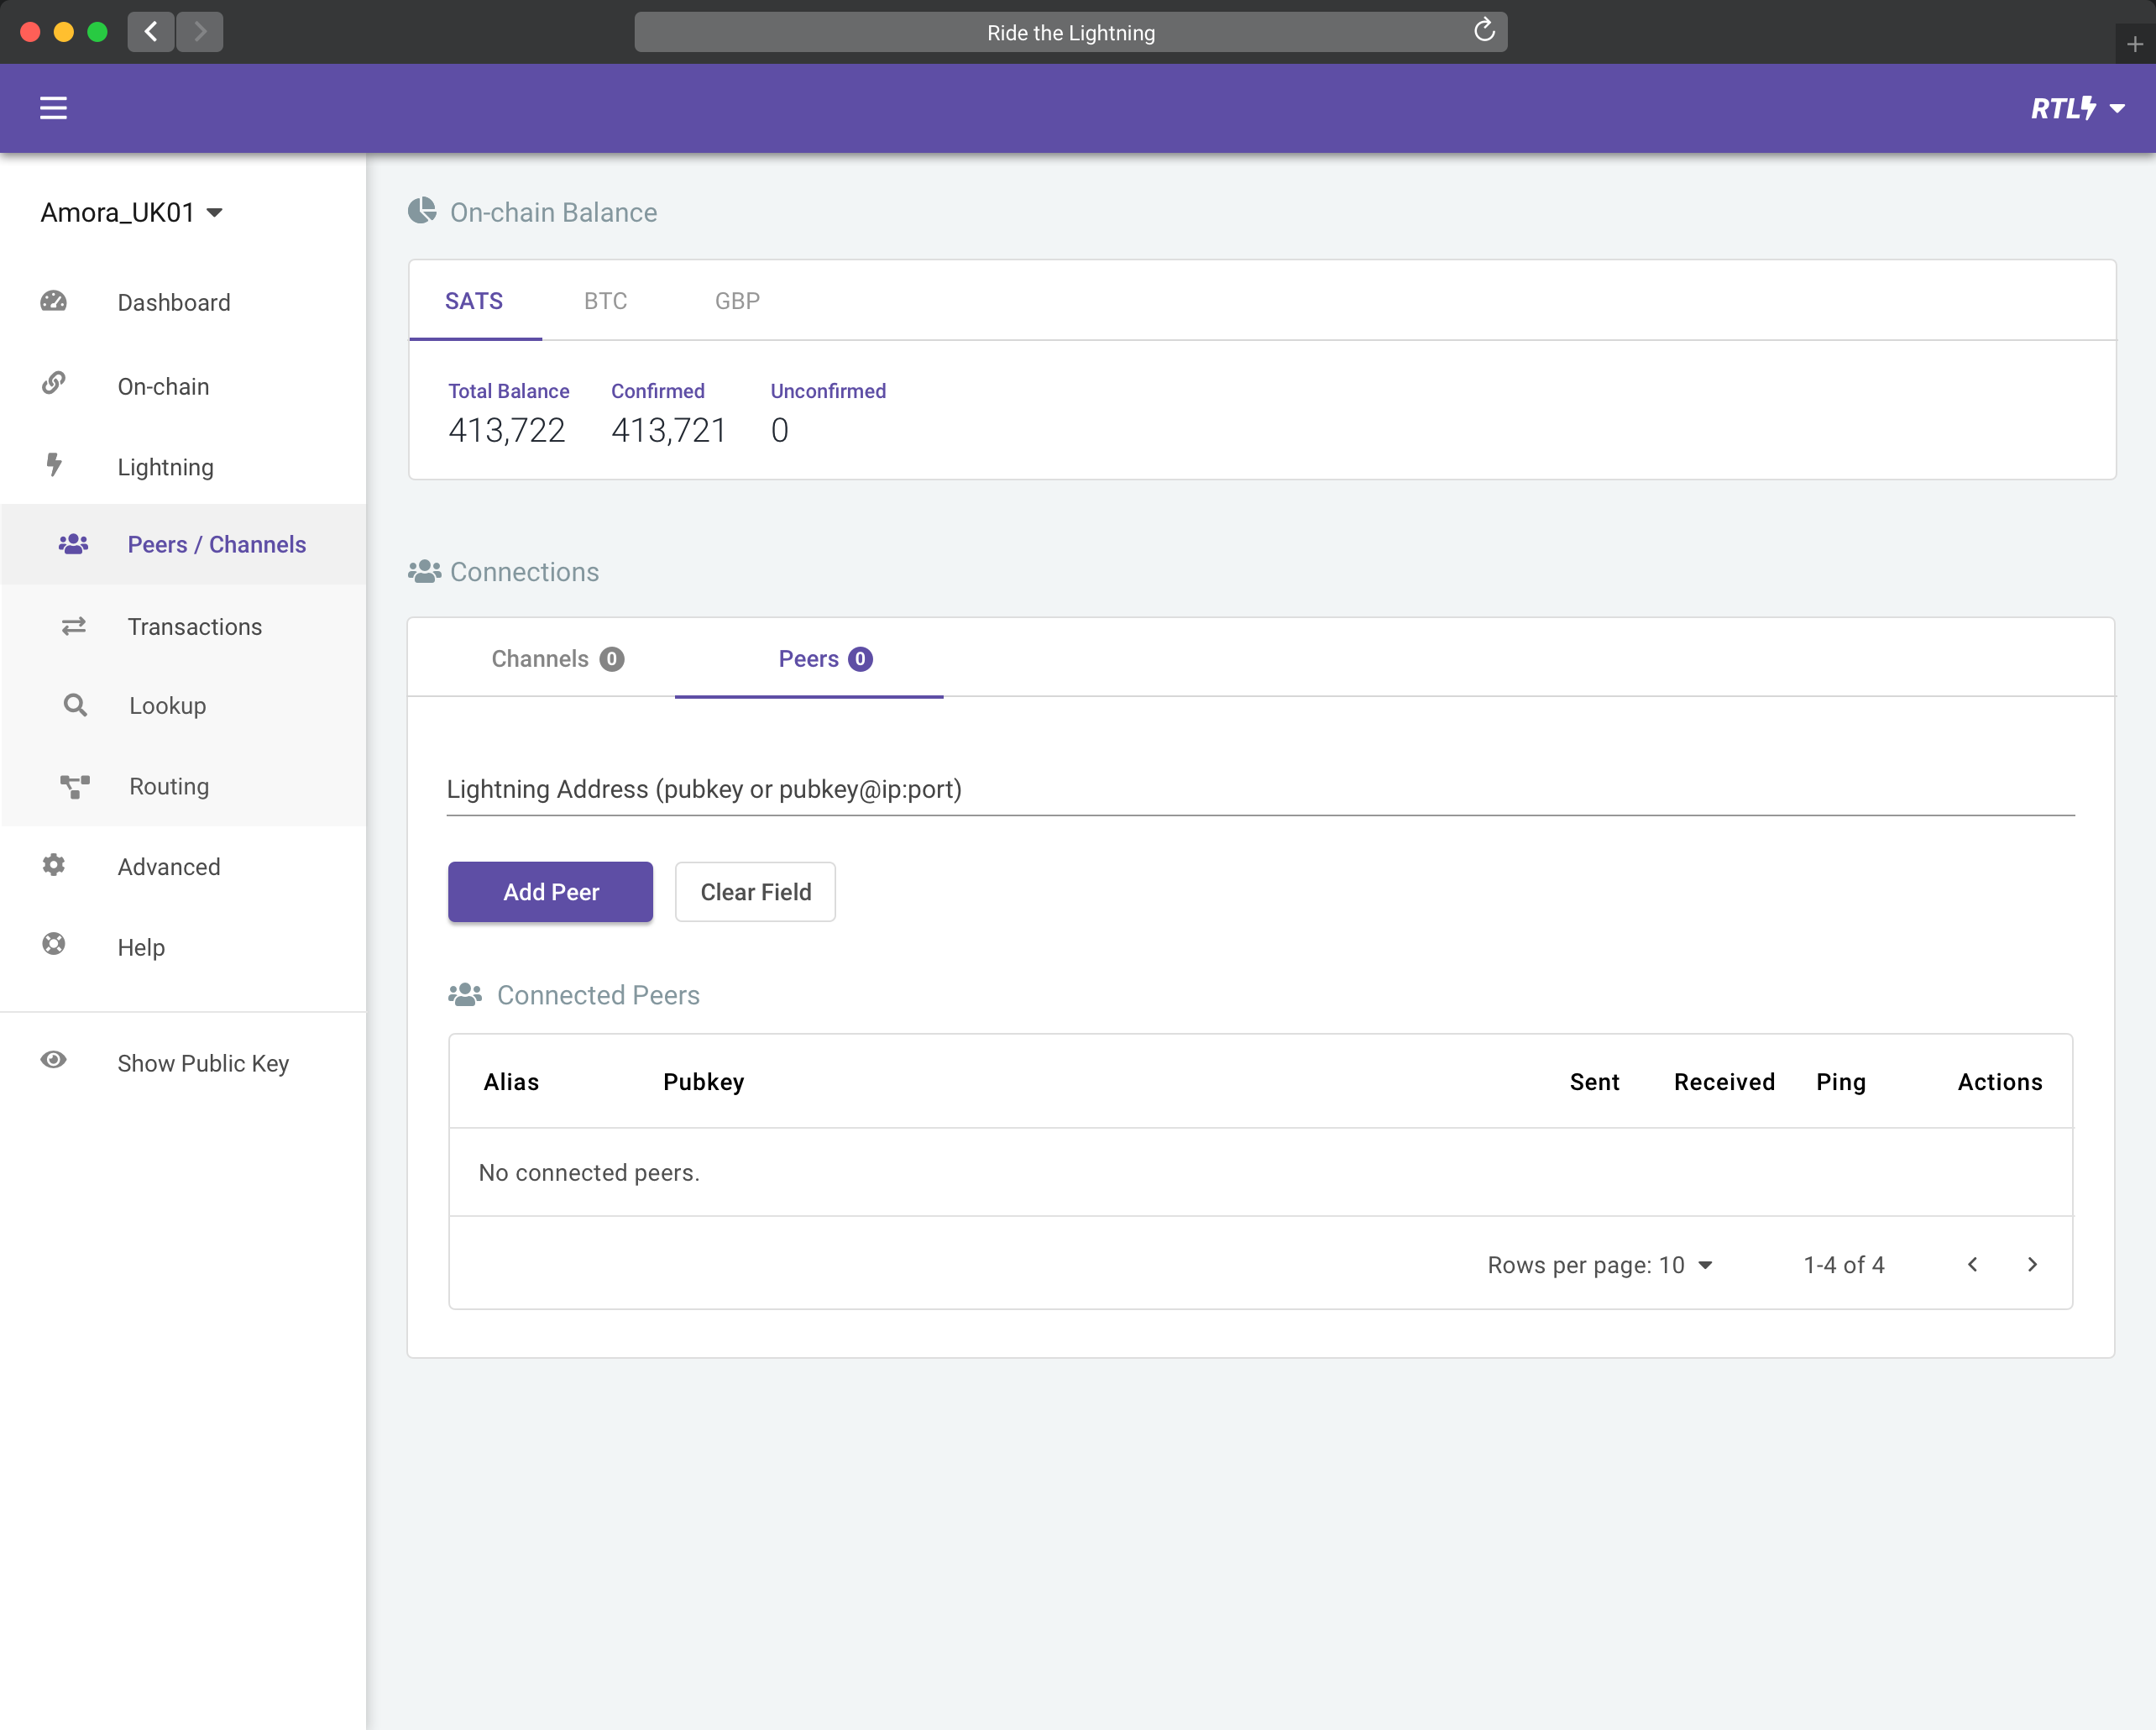 Ride the Lightning
RTL
Amora_UK01
Dashboard
On-chain
Lightning
Peers / Channels
Transactions
Lookup
Routing
Advanced
Help
Show Public Key
On-chain Balance
SATS BTC GBP
Total Balance Confirmed Unconfirmed
413,722 413,721 0
Connections
Channels 0 Peers 0
Lightning Address (pubkey or pubkey@ip:port)
Add Peer Clear Field
Connected Peers
Alias Pubkey Sent Received Ping Actions
No connected peers.
Rows per page: 10 1-4 of 4